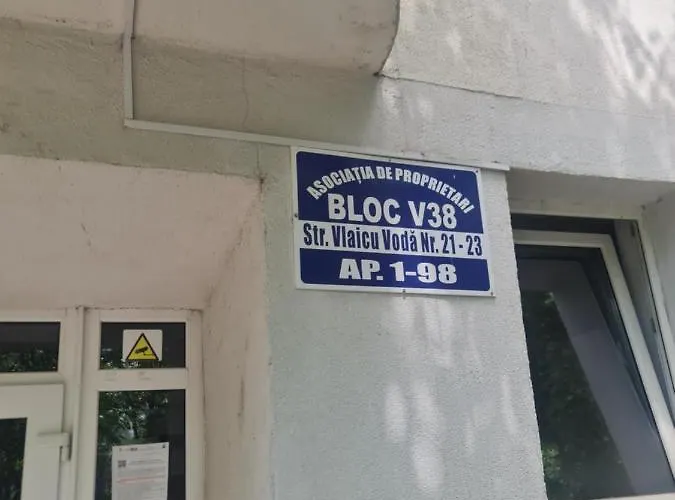 ASOCIAȚIA DE PROPRIETARI
BLOC V38
Str. Vlaicu Vodă Nr. 21 - 23
AP. 1-98